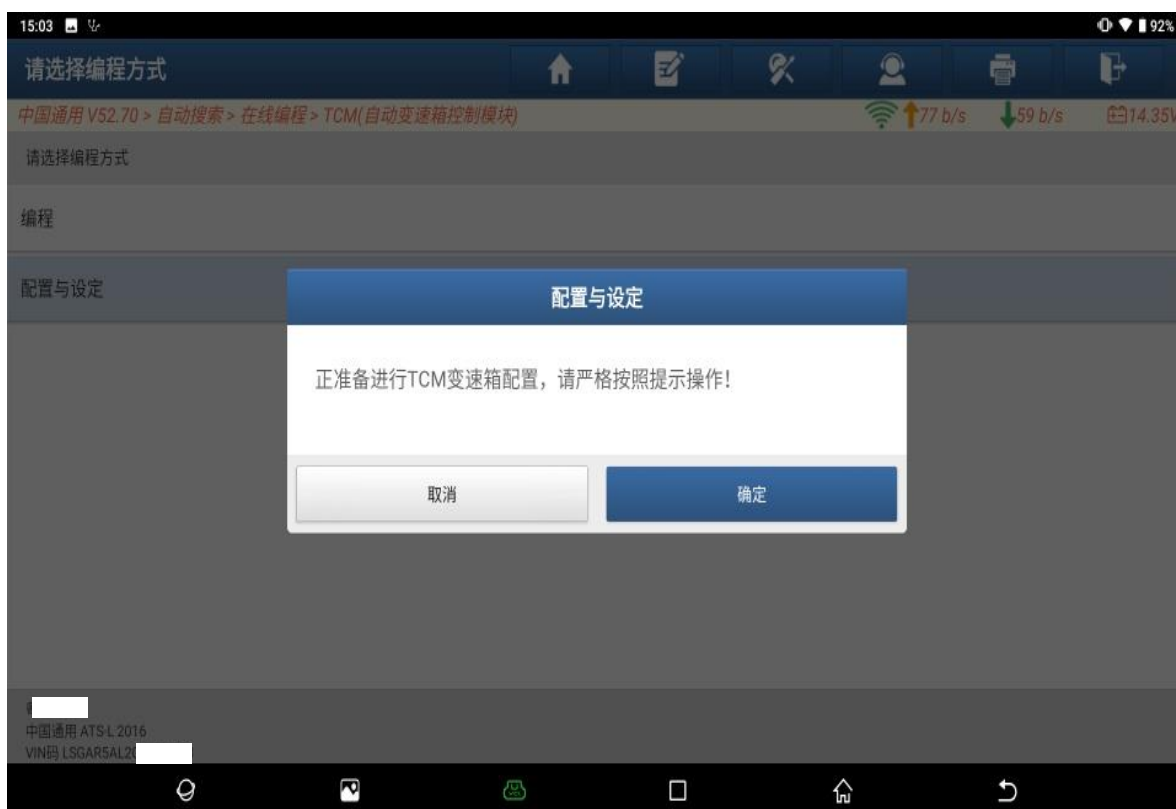 15:03
92%
请选择编程方式
中国通用 V52.70 > 自动搜索 > 在线编程 > TCM(自动变速箱控制模块)
77 b/s
59 b/s
14.35V
请选择编程方式
编程
配置与设定
配置与设定
正准备进行TCM变速箱配置，请严格按照提示操作！
取消
确定
中国通用 ATS-L 2016
VIN码 LSGAR5AL2